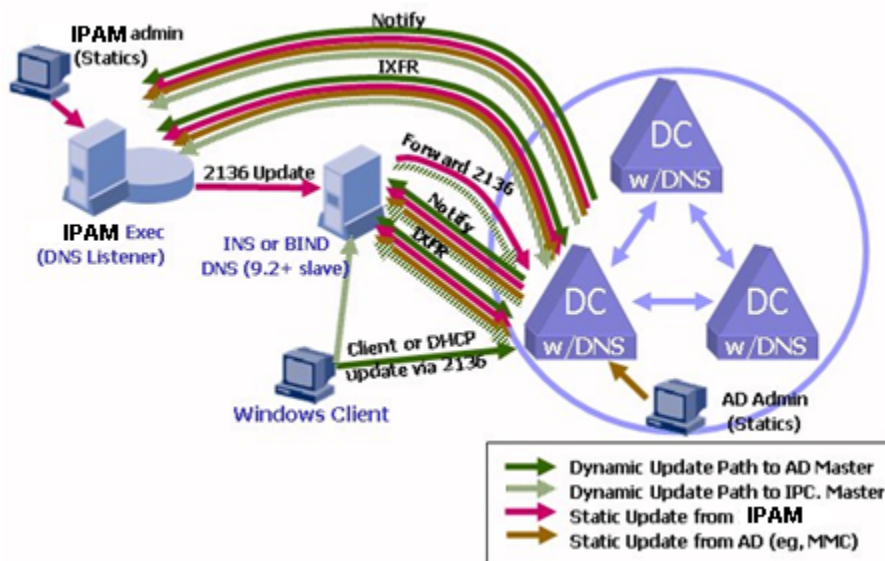 Notify
IPAM admin
(Statics)
IXFR
DC
w/DNS
2136 Update
Forward 2136
Notify
IXFR
IPAM Exec
(DNS Listener)
INS or BIND
DNS (9.2+ slave)
DC
w/DNS
DC
w/DNS
Client or DHCP
update via 2136
Windows Client
AD Admin
(Statics)
Dynamic Update Path to AD Master
Dynamic Update Path to IPC. Master
Static Update from IPAM
Static Update from AD (eg, MMC)